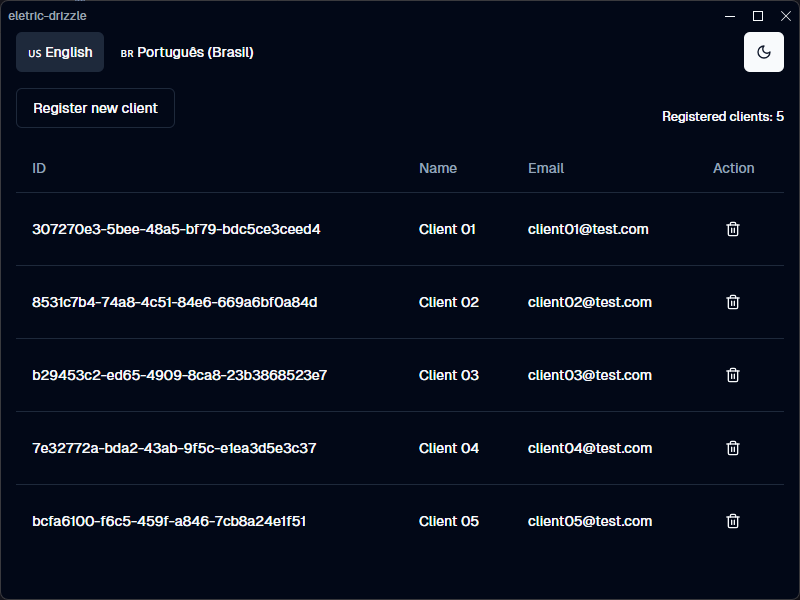 eletric-drizzle
US English BR Português (Brasil)
Register new client
Registered clients: 5
ID Name Email Action
307270e3-5bee-48a5-bf79-bdc5ce3ceed4 Client 01 client01@test.com
8531c7b4-74a8-4c51-84e6-669a6bf0a84d Client 02 client02@test.com
b29453c2-ed65-4909-8ca8-23b3868523e7 Client 03 client03@test.com
7e32772a-bda2-43ab-9f5c-e1ea3d5e3c37 Client 04 client04@test.com
bcfa6100-f6c5-459f-a846-7cb8a24e1f51 Client 05 client05@test.com